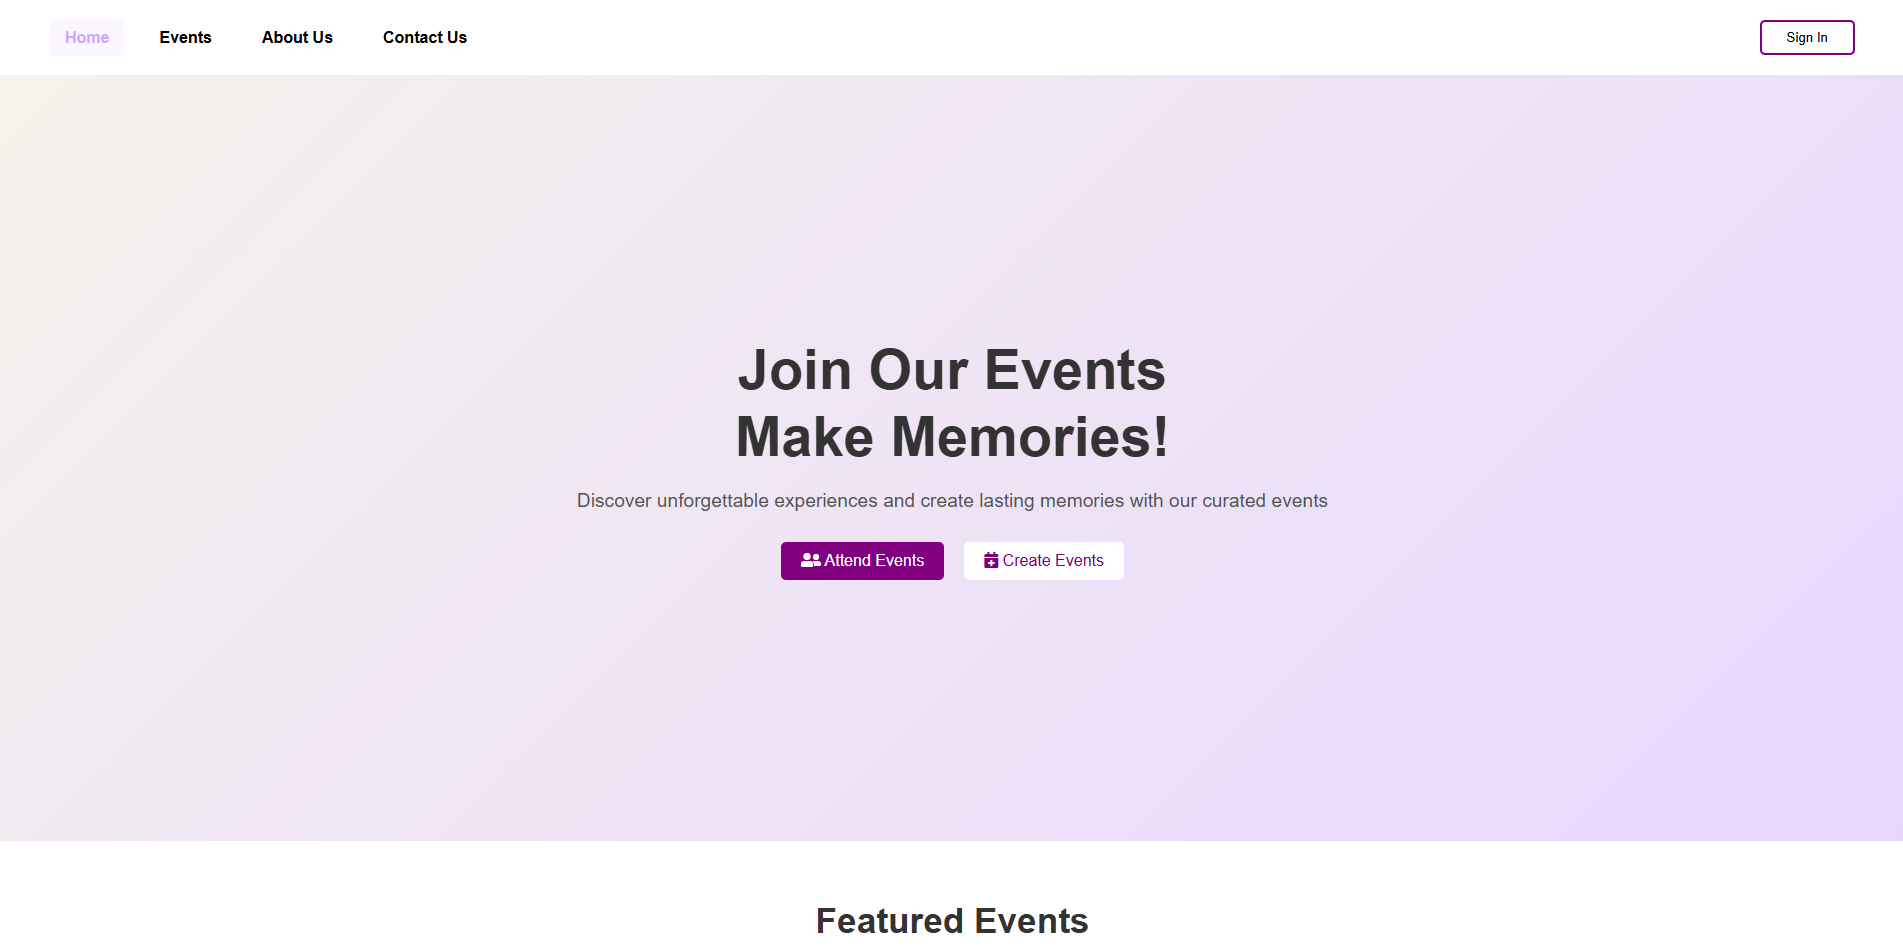 Home Events About Us Contact Us Sign In
Join Our Events
Make Memories!
Discover unforgettable experiences and create lasting memories with our curated events
Attend Events Create Events
Featured Events